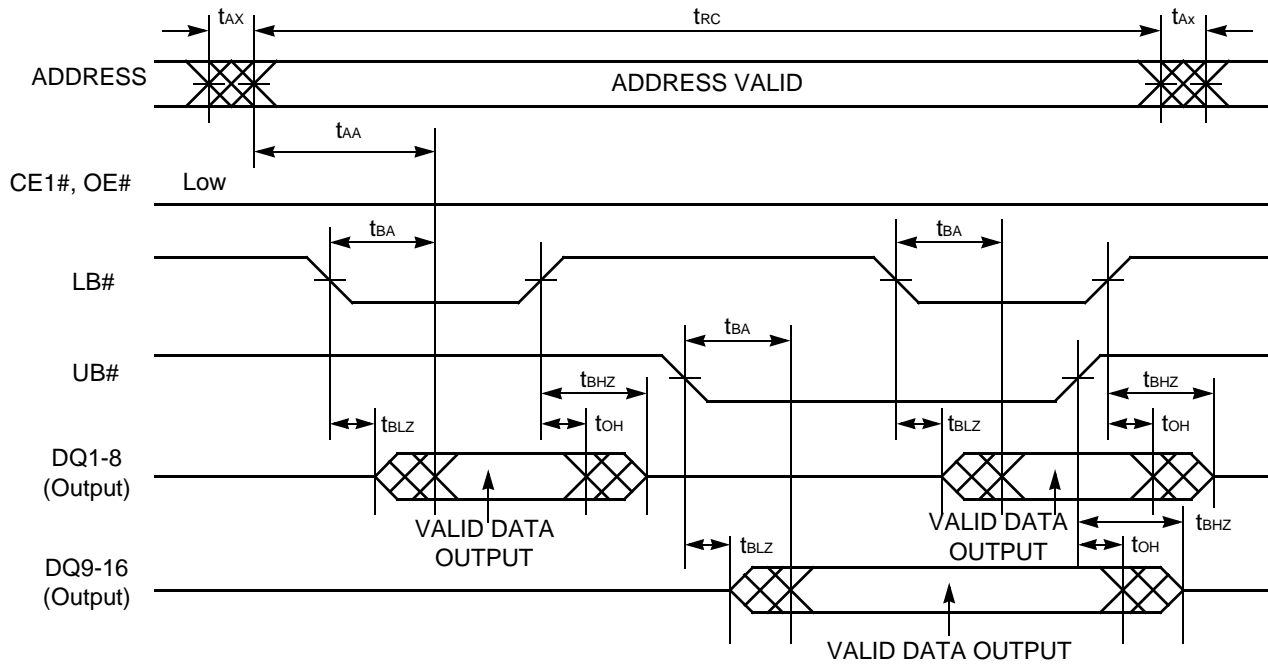 tAX tRC tAx
ADDRESS ADDRESS VALID
tAA
CE1#, OE# Low
tBA tBA
LB#
tBA
UB#
tBHZ tBHZ
tBLZ tOH tBLZ tOH
DQ1-8
(Output)
VALID DATA
OUTPUT
VALID DATA
OUTPUT
tBHZ
tBLZ tOH
DQ9-16
(Output)
VALID DATA OUTPUT